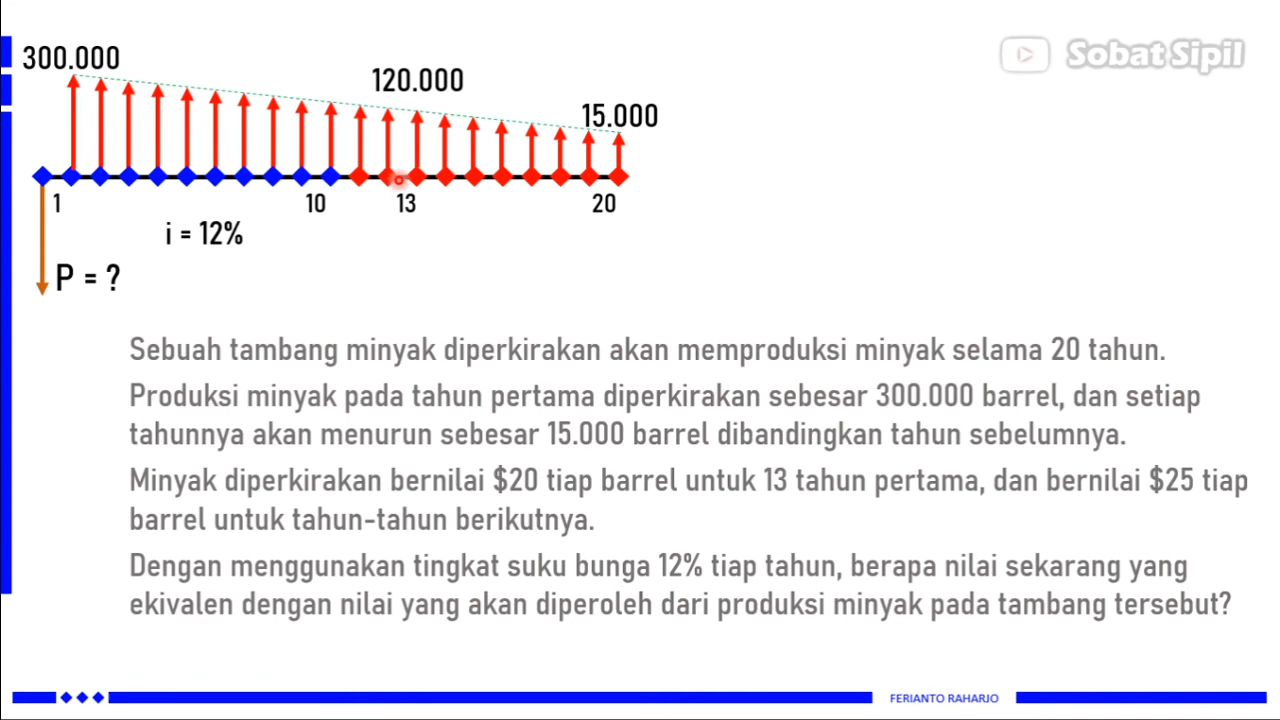 Sobat Sipil
300.000
120.000
15.000
1
10
13
20
i = 12%
P = ?
Sebuah tambang minyak diperkirakan akan memproduksi minyak selama 20 tahun.
Produksi minyak pada tahun pertama diperkirakan sebesar 300.000 barrel, dan setiap
tahunnya akan menurun sebesar 15.000 barrel dibandingkan tahun sebelumnya.
Minyak diperkirakan bernilai $20 tiap barrel untuk 13 tahun pertama, dan bernilai $25 tiap
barrel untuk tahun-tahun berikutnya.
Dengan menggunakan tingkat suku bunga 12% tiap tahun, berapa nilai sekarang yang
ekivalen dengan nilai yang akan diperoleh dari produksi minyak pada tambang tersebut?
FERIANTO RAHARJO